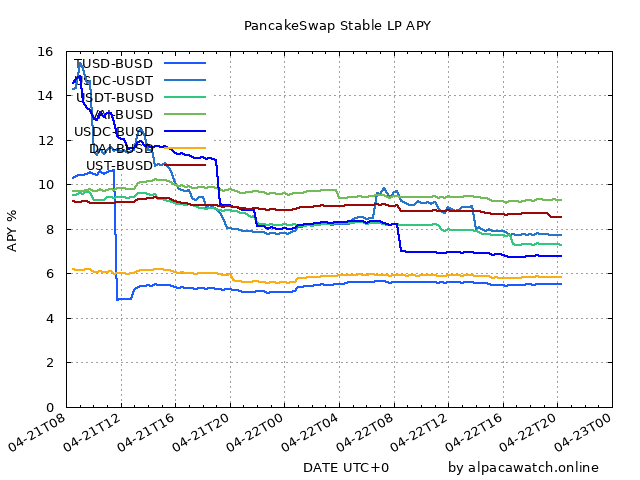 PancakeSwap Stable LP APY
APY %
16
14
12
10
8
6
4
2
0
TUSD-BUSD
USDC-USDT
USDT-BUSD
VAI-BUSD
USDC-BUSD
DAI-BUSD
UST-BUSD
04-21T08
04-21T12
04-21T16
04-21T20
04-22T00
04-22T04
04-22T08
04-22T12
04-22T16
04-22T20
04-23T00
DATE UTC+0
by alpacawatch.online